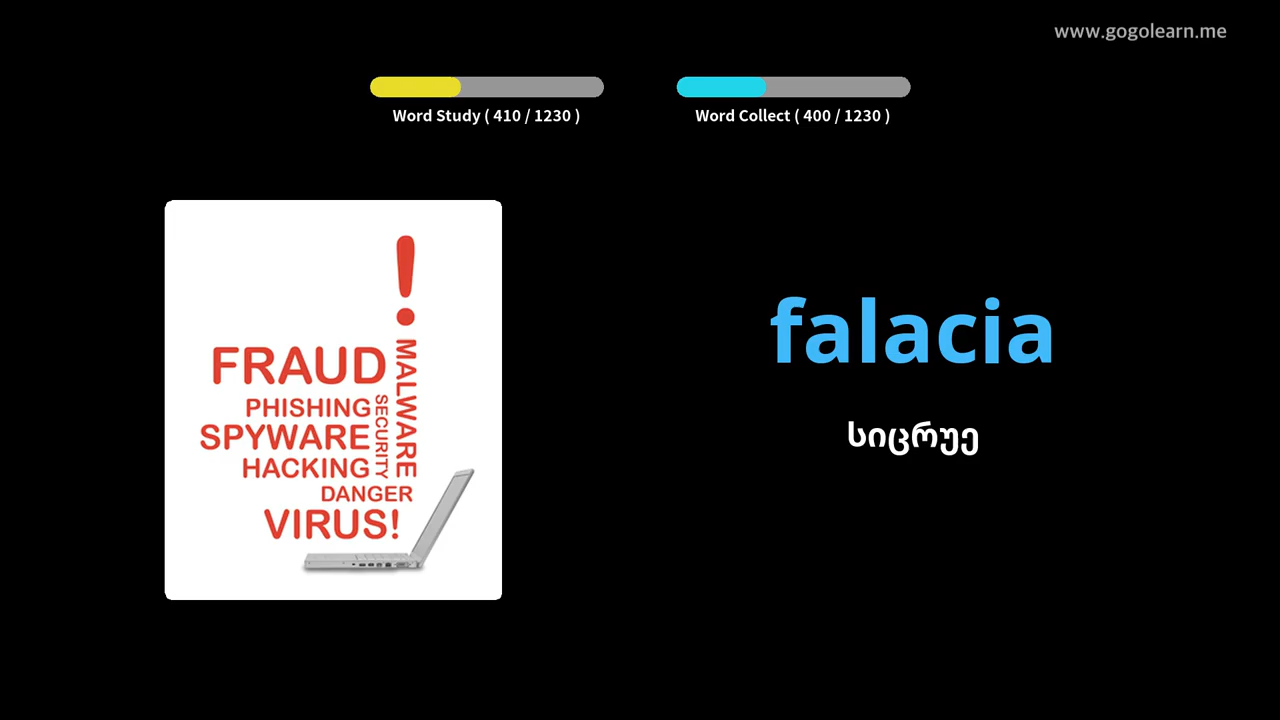 www.gogolearn.me
Word Study ( 410 / 1230 )
Word Collect ( 400 / 1230 )
!
FRAUD
MALWARE
PHISHING
SECURITY
SPYWARE
HACKING
DANGER
VIRUS!
falacia
სიცრუე